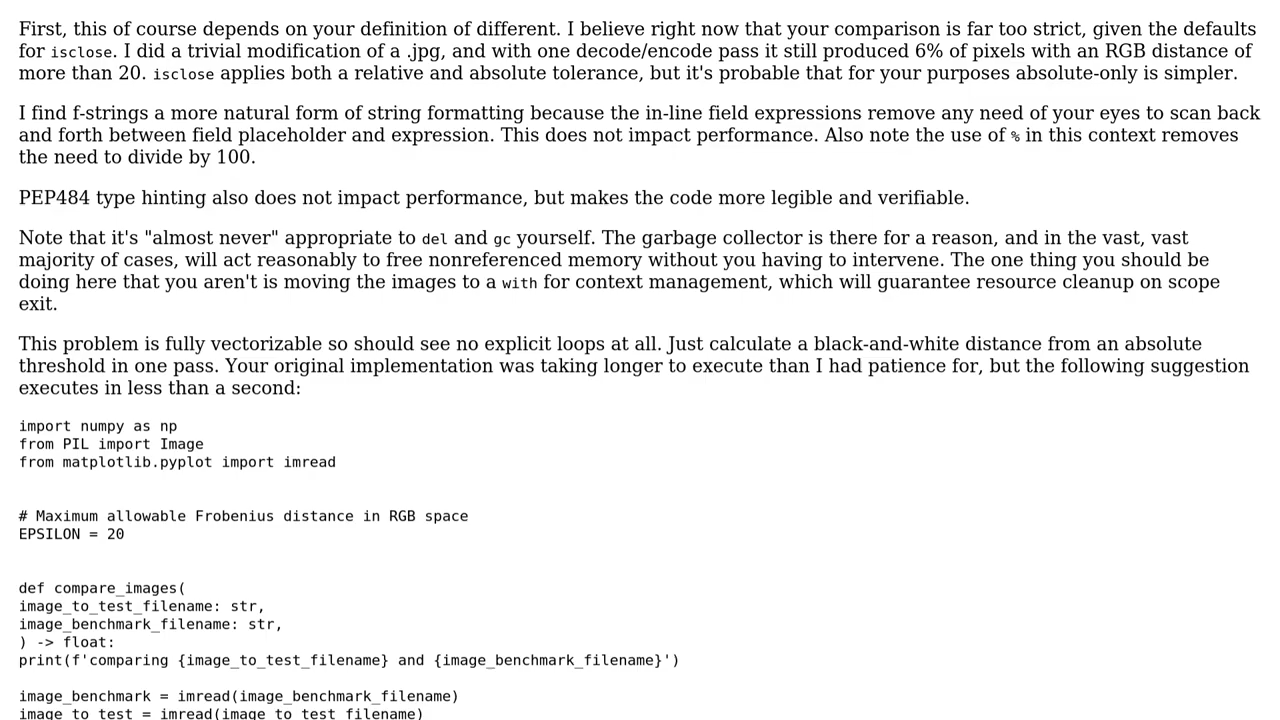 First, this of course depends on your definition of different. I believe right now that your comparison is far too strict, given the defaults
for isclose. I did a trivial modification of a .jpg, and with one decode/encode pass it still produced 6% of pixels with an RGB distance of
more than 20. isclose applies both a relative and absolute tolerance, but it's probable that for your purposes absolute-only is simpler.
I find f-strings a more natural form of string formatting because the in-line field expressions remove any need of your eyes to scan back
and forth between field placeholder and expression. This does not impact performance. Also note the use of % in this context removes
the need to divide by 100.
PEP484 type hinting also does not impact performance, but makes the code more legible and verifiable.
Note that it's "almost never" appropriate to del and gc yourself. The garbage collector is there for a reason, and in the vast, vast
majority of cases, will act reasonably to free nonreferenced memory without you having to intervene. The one thing you should be
doing here that you aren't is moving the images to a with for context management, which will guarantee resource cleanup on scope
exit.
This problem is fully vectorizable so should see no explicit loops at all. Just calculate a black-and-white distance from an absolute
threshold in one pass. Your original implementation was taking longer to execute than I had patience for, but the following suggestion
executes in less than a second:
import numpy as np
from PIL import Image
from matplotlib.pyplot import imread
# Maximum allowable Frobenius distance in RGB space
EPSILON = 20
def compare_images(
image_to_test_filename: str,
image_benchmark_filename: str,
) -> float:
print(f'comparing {image_to_test_filename} and {image_benchmark_filename}')
image_benchmark = imread(image_benchmark_filename)
image_to_test = imread(image_to_test_filename)